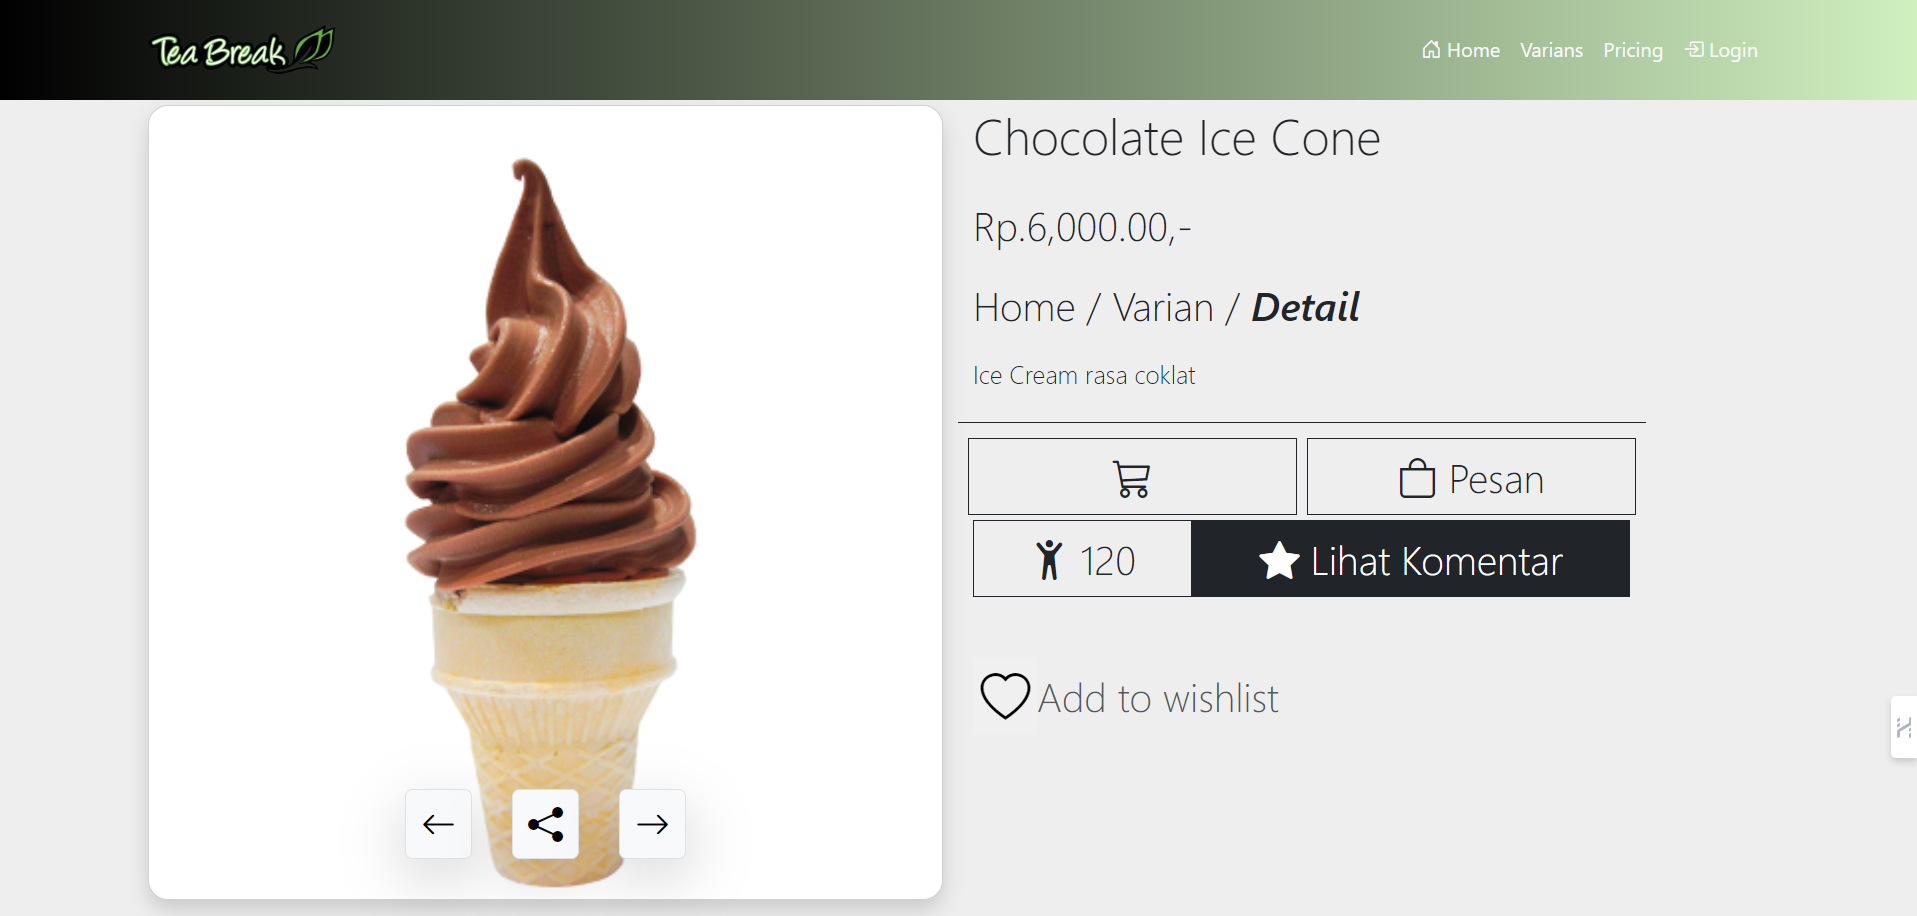 Tea Break
Home Varians Pricing Login
Chocolate Ice Cone
Rp.6,000.00,-
Home / Varian / Detail
Ice Cream rasa coklat
Pesan
120 Lihat Komentar
Add to wishlist